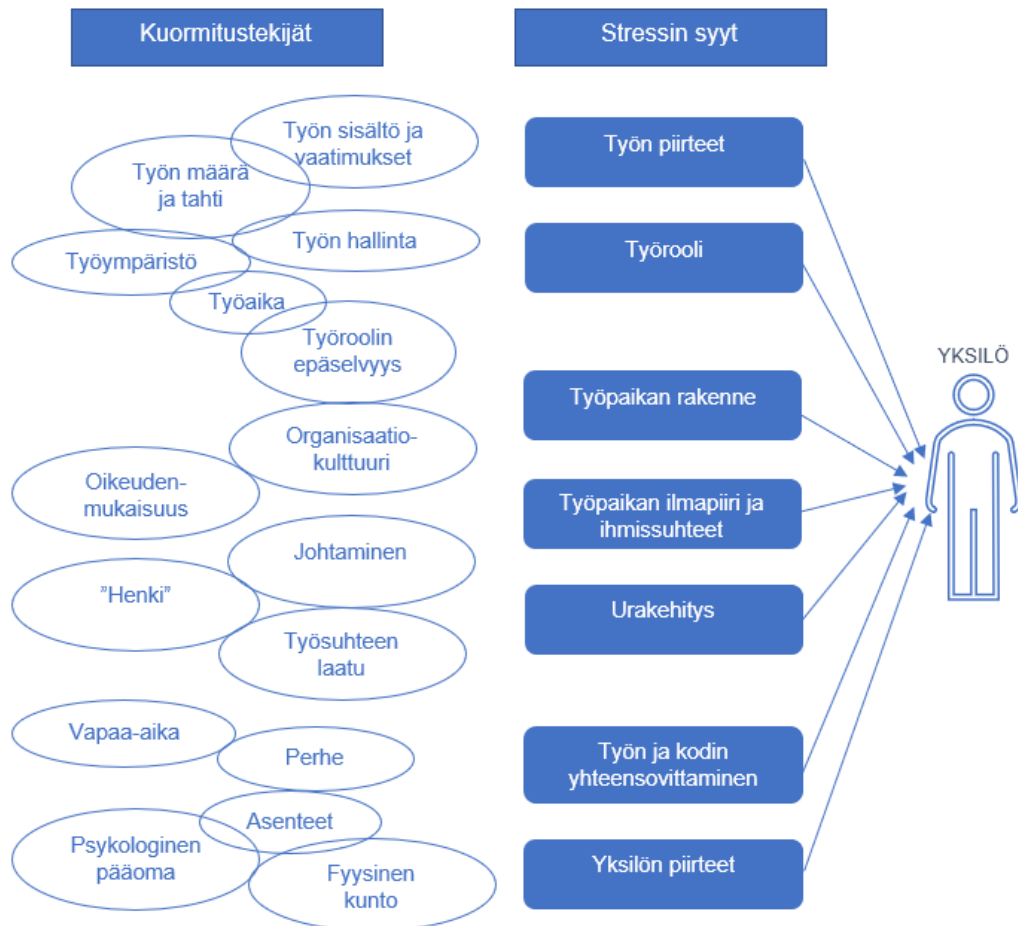 Kuormitustekijät
Stressin syyt
Työn sisältö ja
vaatimukset
Työn määrä
ja tahti
Työn hallinta
Työympäristö
Työaika
Työroolin
epäselvyys
Organisaatio-
kulttuuri
Oikeuden-
mukaisuus
Johtaminen
”Henki”
Työsuhteen
laatu
Vapaa-aika
Perhe
Asenteet
Psykologinen
pääoma
Fyysinen
kunto
Työn piirteet
Työrooli
Työpaikan rakenne
Työpaikan ilmapiiri ja
ihmissuhteet
Urakehitys
Työn ja kodin
yhteensovittaminen
Yksilön piirteet
YKSILÖ